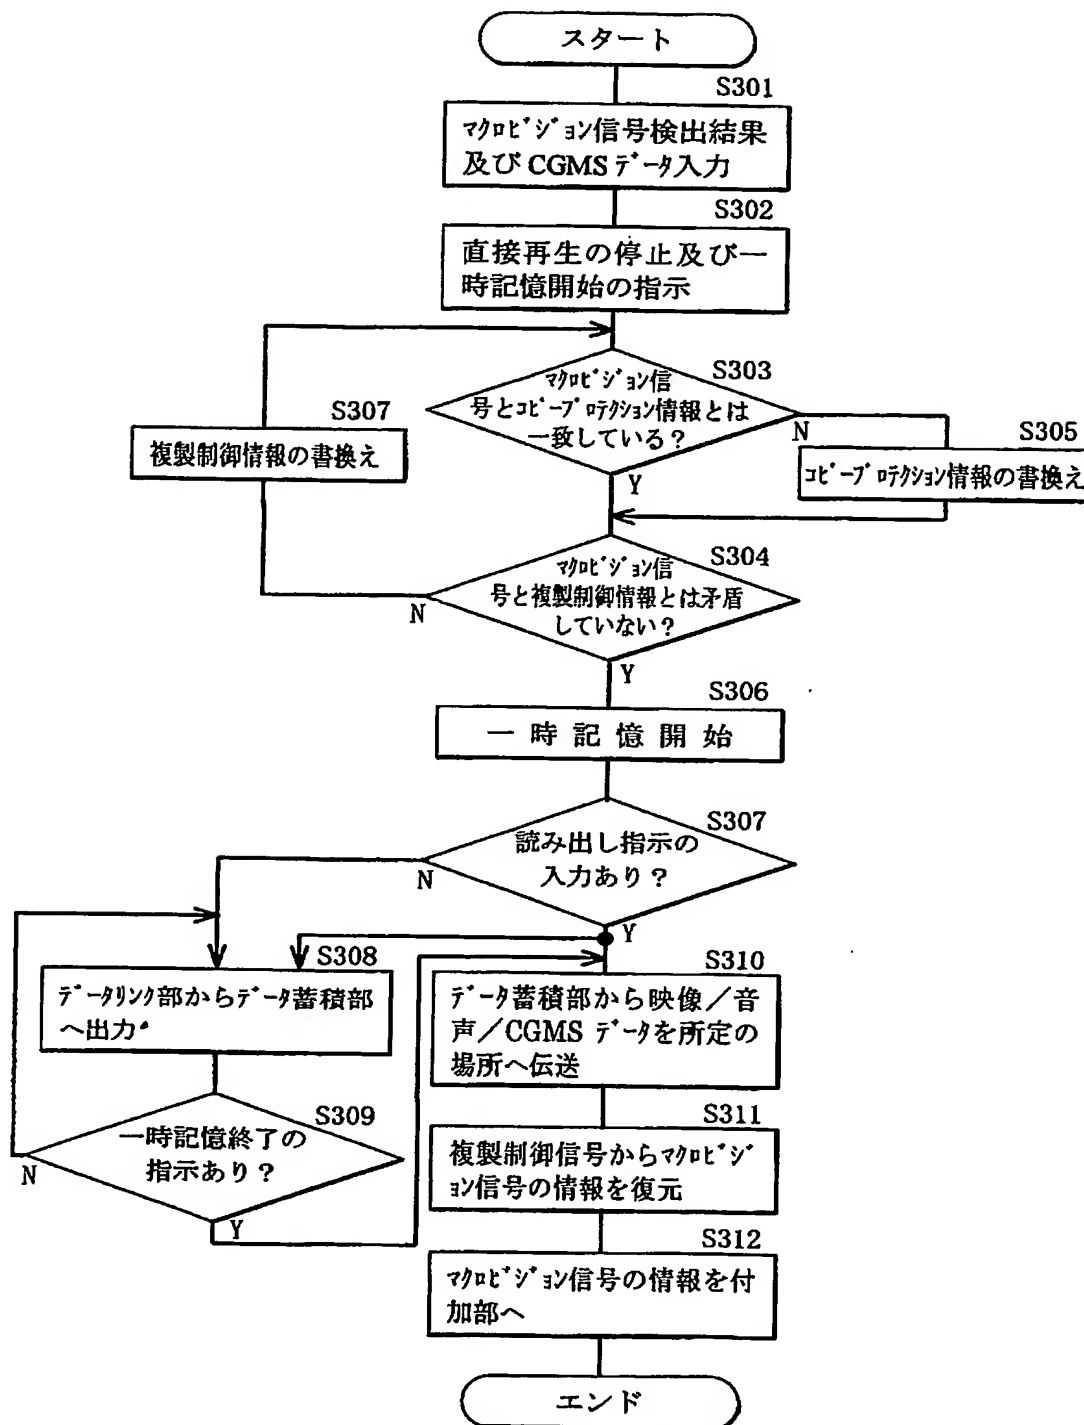 スタート
S301
マクロビジョン信号検出結果
及びCGMSデータ入力
S302
直接再生の停止及び一
時記憶開始の指示
S303
マクロビジョン信
号とコピープロテクション情報とは
一致している?
N
Y
S307
複製制御情報の書換え
S305
コピープロテクション情報の書換え
S304
マクロビジョン信
号と複製制御情報とは矛盾
していない?
N
Y
S306
一時記憶開始
S307
読み出し指示の
入力あり?
N
Y
S308
データリンク部からデータ蓄積部
へ出力
S309
一時記憶終了の
指示あり?
N
Y
S310
データ蓄積部から映像/音
声/CGMSデータを所定の
場所へ伝送
S311
複製制御信号からマクロビジ
ョン信号の情報を復元
S312
マクロビジョン信号の情報を付
加部へ
エンド